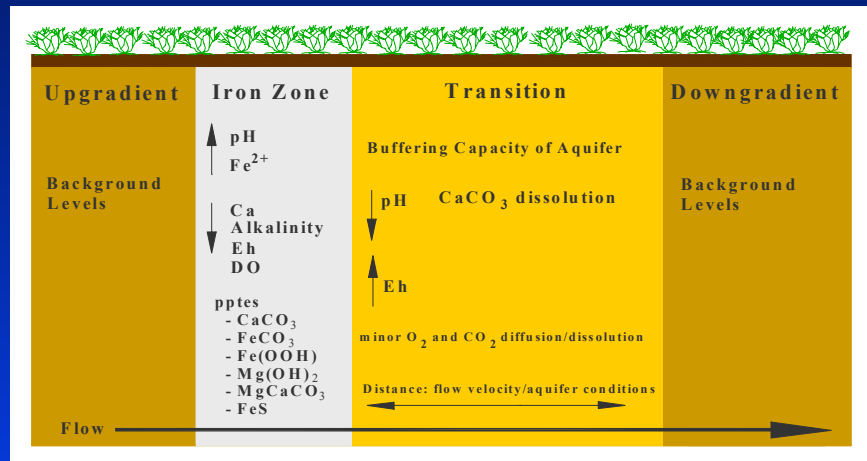 Upgradient
Background
Levels
Iron Zone
pH
Fe²⁺
Ca
Alkalinity
Eh
DO
pptes
- CaCO₃
- FeCO₃
- Fe(OOH)
- Mg(OH)₂
- MgCaCO₃
- FeS
Transition
Buffering Capacity of Aquifer
pH
CaCO₃ dissolution
Eh
minor O₂ and CO₂ diffusion/dissolution
Distance: flow velocity/aquifer conditions
Downgradient
Background
Levels
Flow